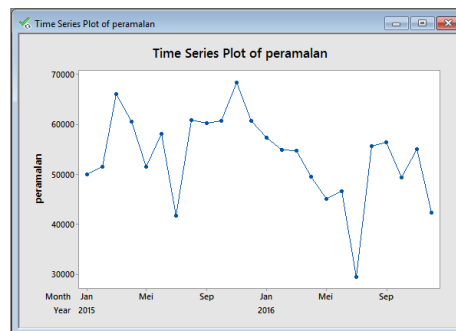 Time Series Plot of peramalan
Time Series Plot of peramalan
70000
60000
50000
40000
30000
peramalan
Month Jan Mei Sep Jan Mei Sep
Year 2015 2016